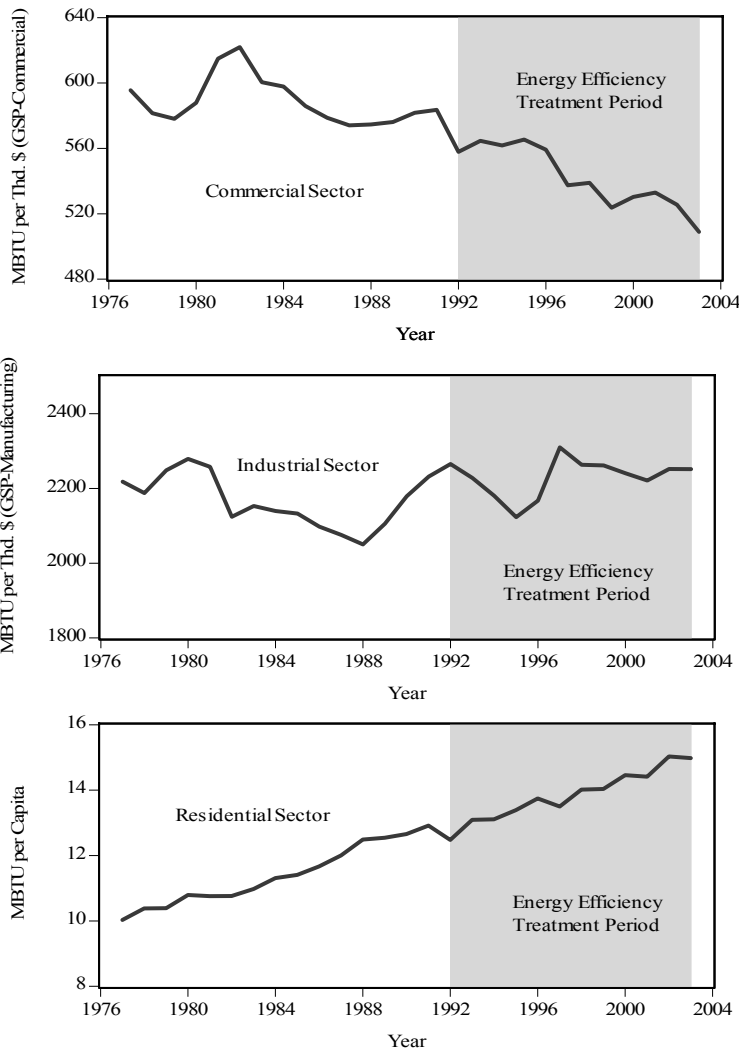 MBTU per Thd. $ (GSP-Commercial)
640
600
560
520
480
Energy Efficiency
Treatment Period
Commercial Sector
1976 1980 1984 1988 1992 1996 2000 2004
Year
MBTU per Thd. $ (GSP-Manufacturing)
2400
2200
2000
1800
Industrial Sector
Energy Efficiency
Treatment Period
1976 1980 1984 1988 1992 1996 2000 2004
Year
MBTU per Capita
16
14
12
10
8
Residential Sector
Energy Efficiency
Treatment Period
1976 1980 1984 1988 1992 1996 2000 2004
Year